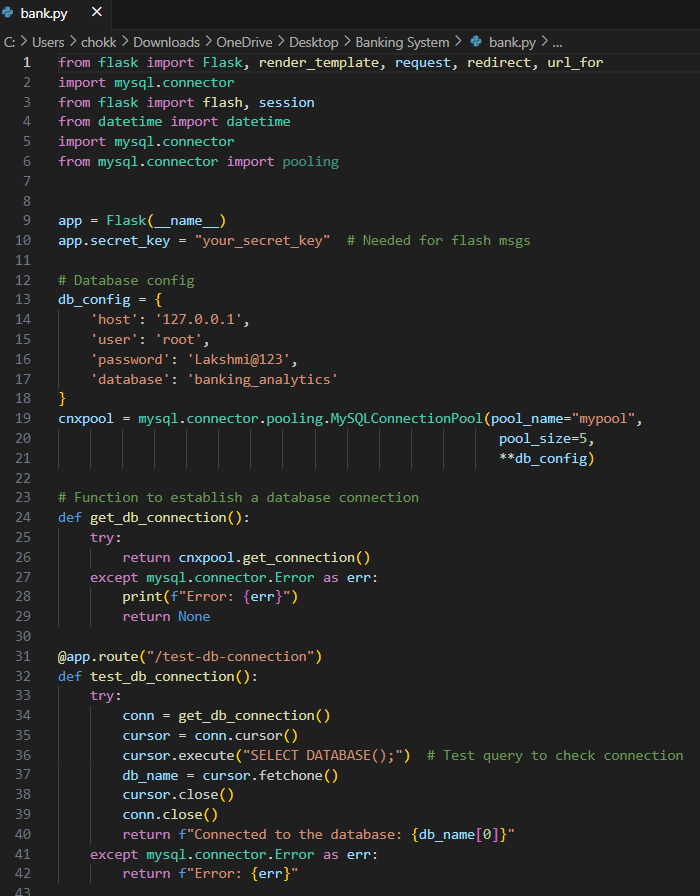 bank.py ×
C: > Users > chokk > Downloads > OneDrive > Desktop > Banking System > bank.py > ...
1 from flask import Flask, render_template, request, redirect, url_for
2 import mysql.connector
3 from flask import flash, session
4 from datetime import datetime
5 import mysql.connector
6 from mysql.connector import pooling
7
8
9 app = Flask(__name__)
10 app.secret_key = "your_secret_key"  # Needed for flash msgs
11
12 # Database config
13 db_config = {
14     'host': '127.0.0.1',
15     'user': 'root',
16     'password': 'Lakshmi@123',
17     'database': 'banking_analytics'
18 }
19 cnxpool = mysql.connector.pooling.MySQLConnectionPool(pool_name="mypool",
20                                                       pool_size=5,
21                                                       **db_config)
22
23 # Function to establish a database connection
24 def get_db_connection():
25     try:
26         return cnxpool.get_connection()
27     except mysql.connector.Error as err:
28         print(f"Error: {err}")
29         return None
30
31 @app.route("/test-db-connection")
32 def test_db_connection():
33     try:
34         conn = get_db_connection()
35         cursor = conn.cursor()
36         cursor.execute("SELECT DATABASE();")  # Test query to check connection
37         db_name = cursor.fetchone()
38         cursor.close()
39         conn.close()
40         return f"Connected to the database: {db_name[0]}"
41     except mysql.connector.Error as err:
42         return f"Error: {err}"
43